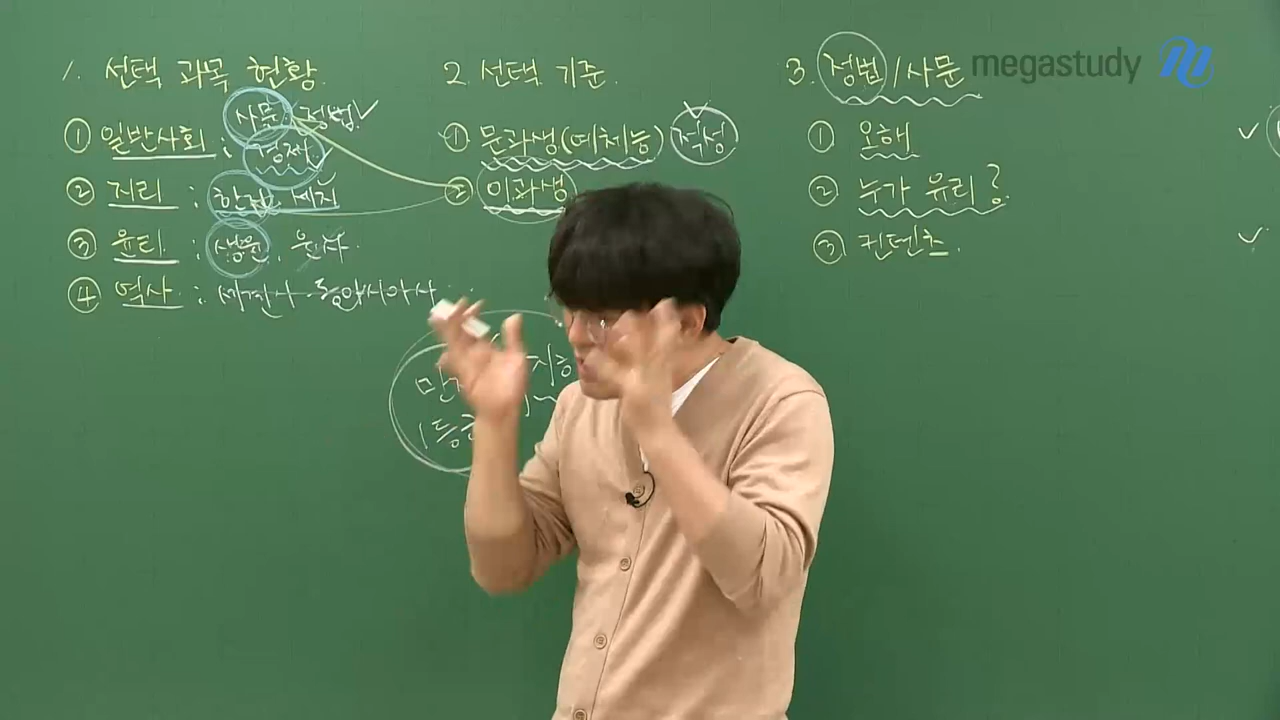 1. 선택 과목 현황.
① 일반사회 : 사문, 정법 ✓
경제 ✓
② 지리 : 한지, 세지
③ 윤리 : 생윤, 윤사.
④ 역사 : 세계사 동아시아사
2. 선택 기준.
① 문과생(예체능) 적성
② 이과생
1등급
3. 정법/사문
① 오해
② 누가 유리?
③ 컨텐츠.
megastudy